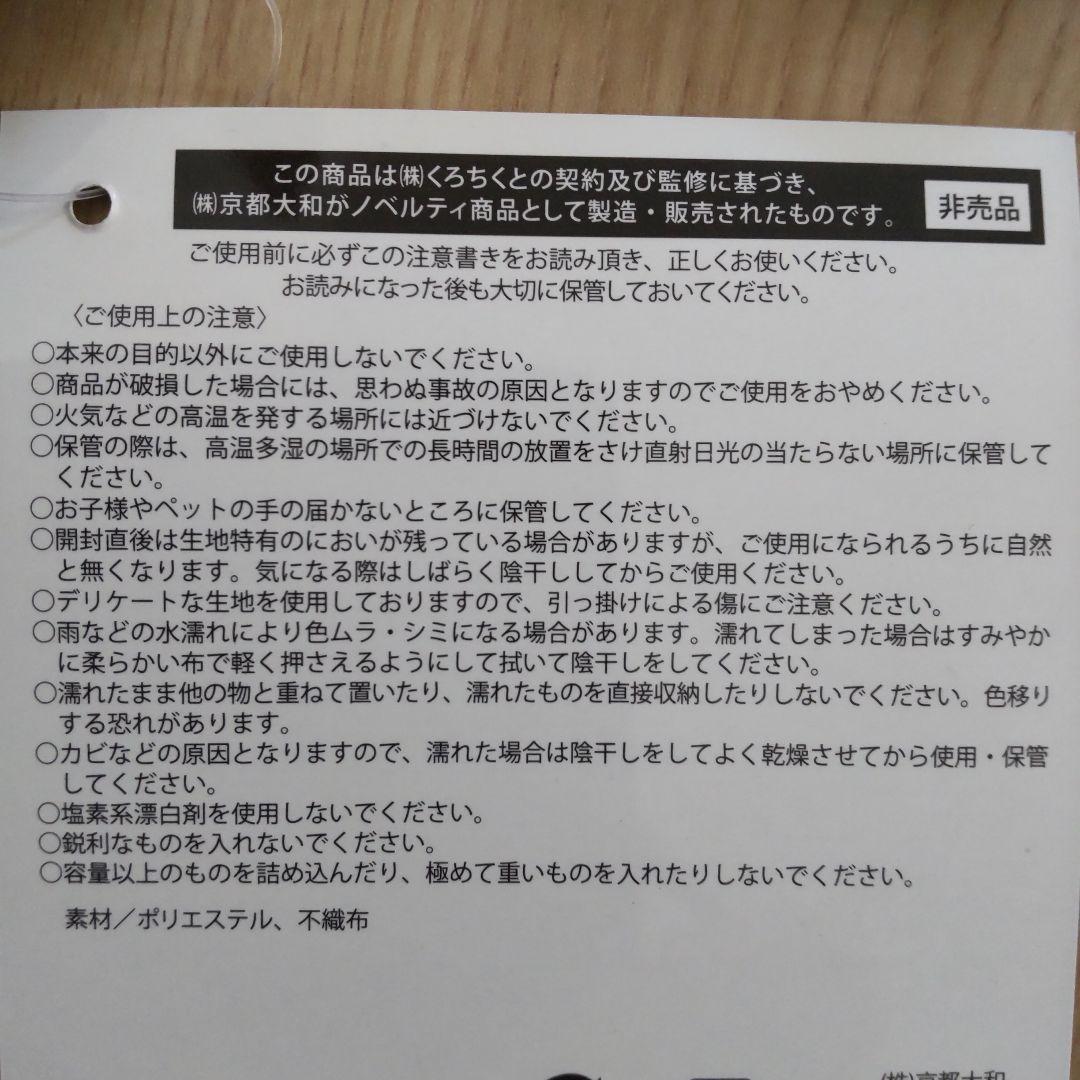 この商品は㈱くろちくとの契約及び監修に基づき、
㈱京都大和がノベルティ商品として製造・販売されたものです。
非売品
ご使用前に必ずこの注意書きをお読み頂き、正しくお使いください。
お読みになった後も大切に保管しておいてください。
〈ご使用上の注意〉
〇本来の目的以外にご使用しないでください。
〇商品が破損した場合には、思わぬ事故の原因となりますのでご使用をおやめください。
〇火気などの高温を発する場所には近づけないでください。
〇保管の際は、高温多湿の場所での長時間の放置をさけ直射日光の当たらない場所に保管して
ください。
〇お子様やペットの手の届かないところに保管してください。
〇開封直後は生地特有のにおいが残っている場合がありますが、ご使用になられるうちに自然
と無くなります。気になる際はしばらく陰干ししてからご使用ください。
〇デリケートな生地を使用しておりますので、引っ掛けによる傷にご注意ください。
〇雨などの水濡れにより色ムラ・シミになる場合があります。濡れてしまった場合はすみやか
に柔らかい布で軽く押さえるようにして拭いて陰干しをしてください。
〇濡れたまま他の物と重ねて置いたり、濡れたものを直接収納したりしないでください。色移り
する恐れがあります。
〇カビなどの原因となりますので、濡れた場合は陰干しをしてよく乾燥させてから使用・保管
してください。
〇塩素系漂白剤を使用しないでください。
〇鋭利なものを入れないでください。
〇容量以上のものを詰め込んだり、極めて重いものを入れたりしないでください。
素材／ポリエステル、不織布
(株)京都大和